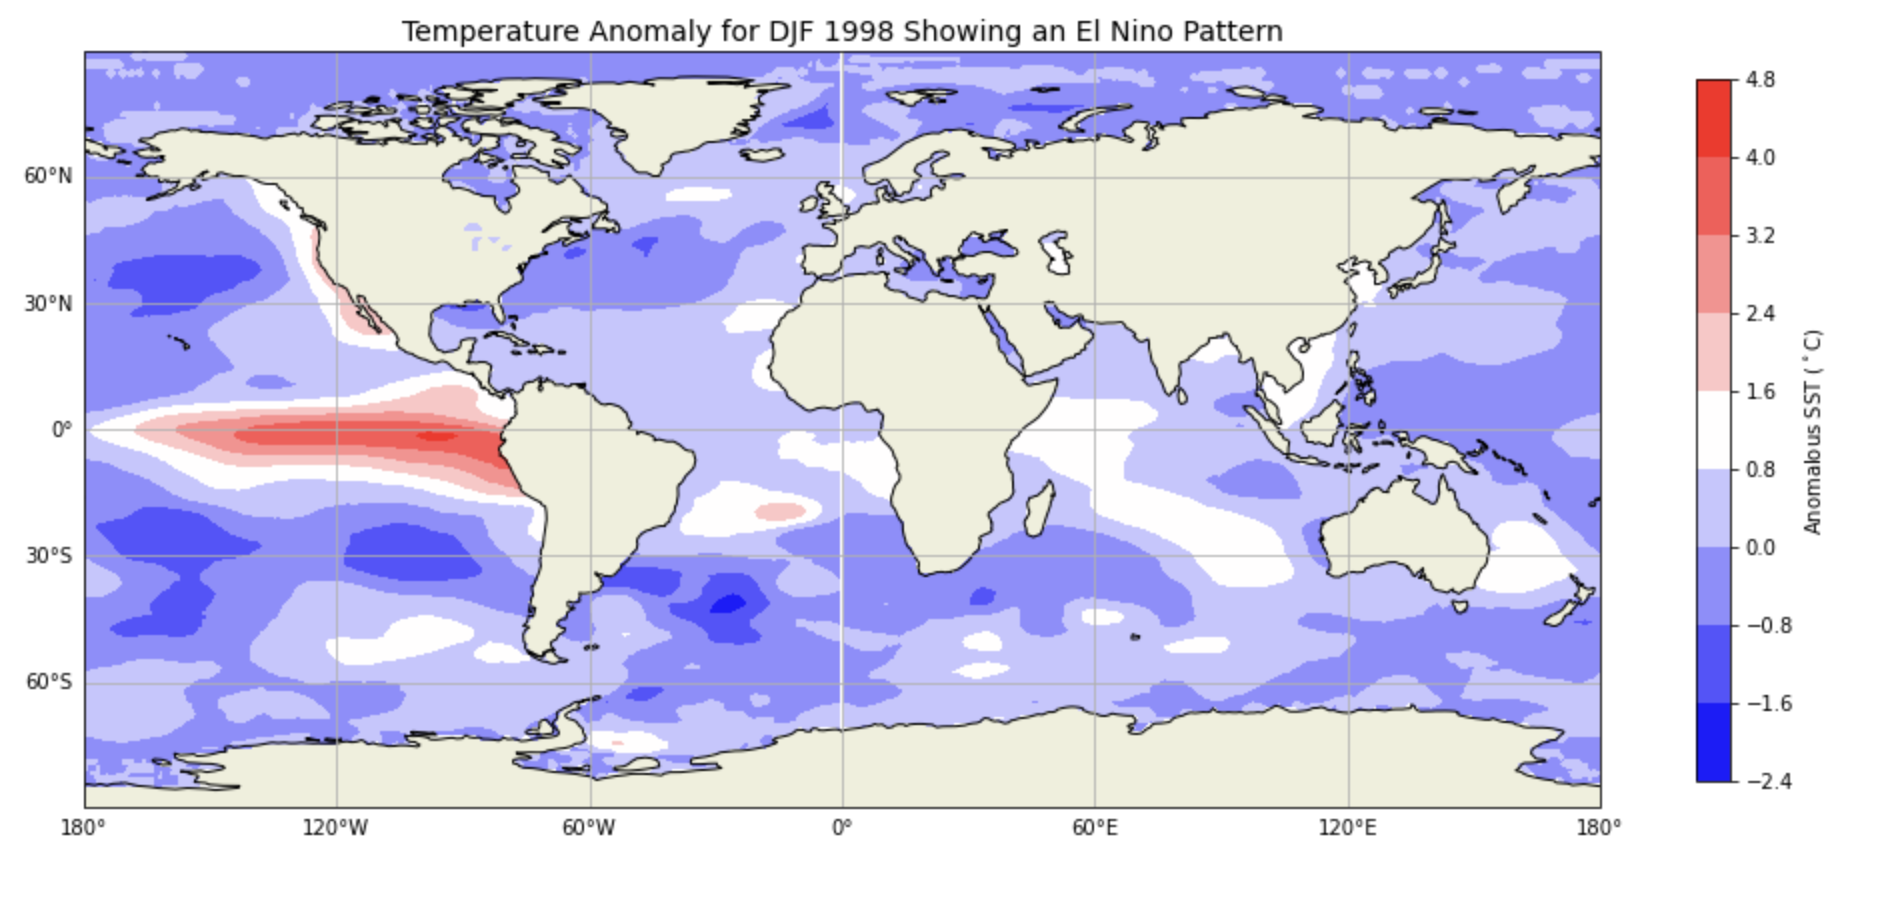 Temperature Anomaly for DJF 1998 Showing an El Nino Pattern
60°N
30°N
0°
30°S
60°S
180°
120°W
60°W
0°
60°E
120°E
180°
4.8
4.0
3.2
2.4
1.6
0.8
0.0
−0.8
−1.6
−2.4
Anomalous SST (˚C)